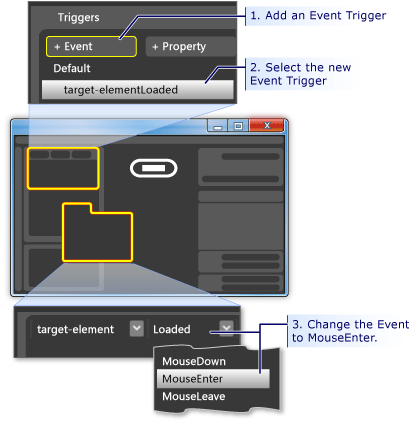 Triggers
1. Add an Event Trigger
+ Event
+ Property
Default
2. Select the new
Event Trigger
target-elementLoaded
target-element
Loaded
3. Change the Event
to MouseEnter.
MouseDown
MouseEnter
MouseLeave